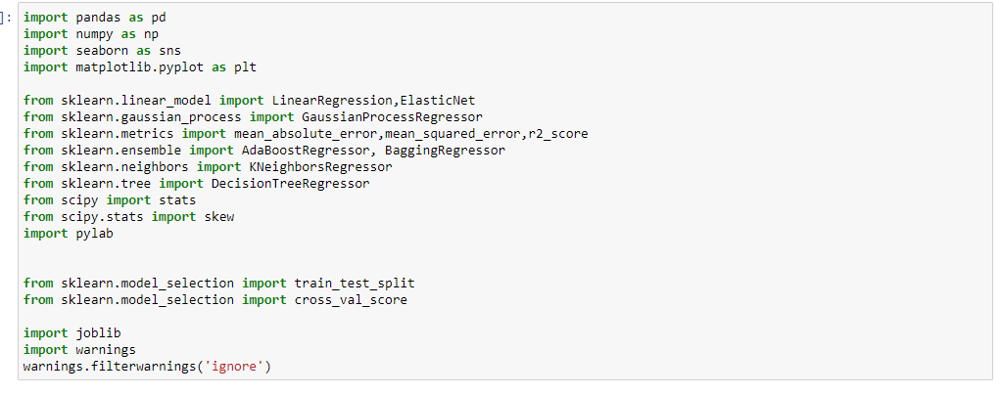 ]:
import pandas as pd
import numpy as np
import seaborn as sns
import matplotlib.pyplot as plt
from sklearn.linear_model import LinearRegression,ElasticNet
from sklearn.gaussian_process import GaussianProcessRegressor
from sklearn.metrics import mean_absolute_error,mean_squared_error,r2_score
from sklearn.ensemble import AdaBoostRegressor, BaggingRegressor
from sklearn.neighbors import KNeighborsRegressor
from sklearn.tree import DecisionTreeRegressor
from scipy import stats
from scipy.stats import skew
import pylab
from sklearn.model_selection import train_test_split
from sklearn.model_selection import cross_val_score
import joblib
import warnings
warnings.filterwarnings('ignore')